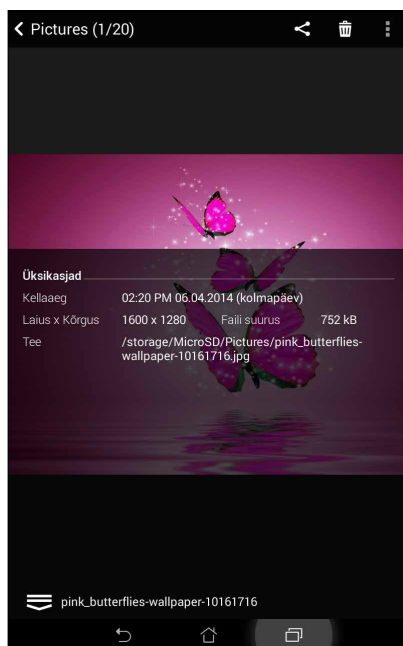 Pictures (1/20)
Üksikasjad
Kellaaeg 02:20 PM 06.04.2014 (kolmapäev)
Laius x Kõrgus 1600 x 1280 Faili suurus 752 kB
Tee /storage/MicroSD/Pictures/pink_butterflies-
wallpaper-10161716.jpg
pink_butterflies-wallpaper-10161716